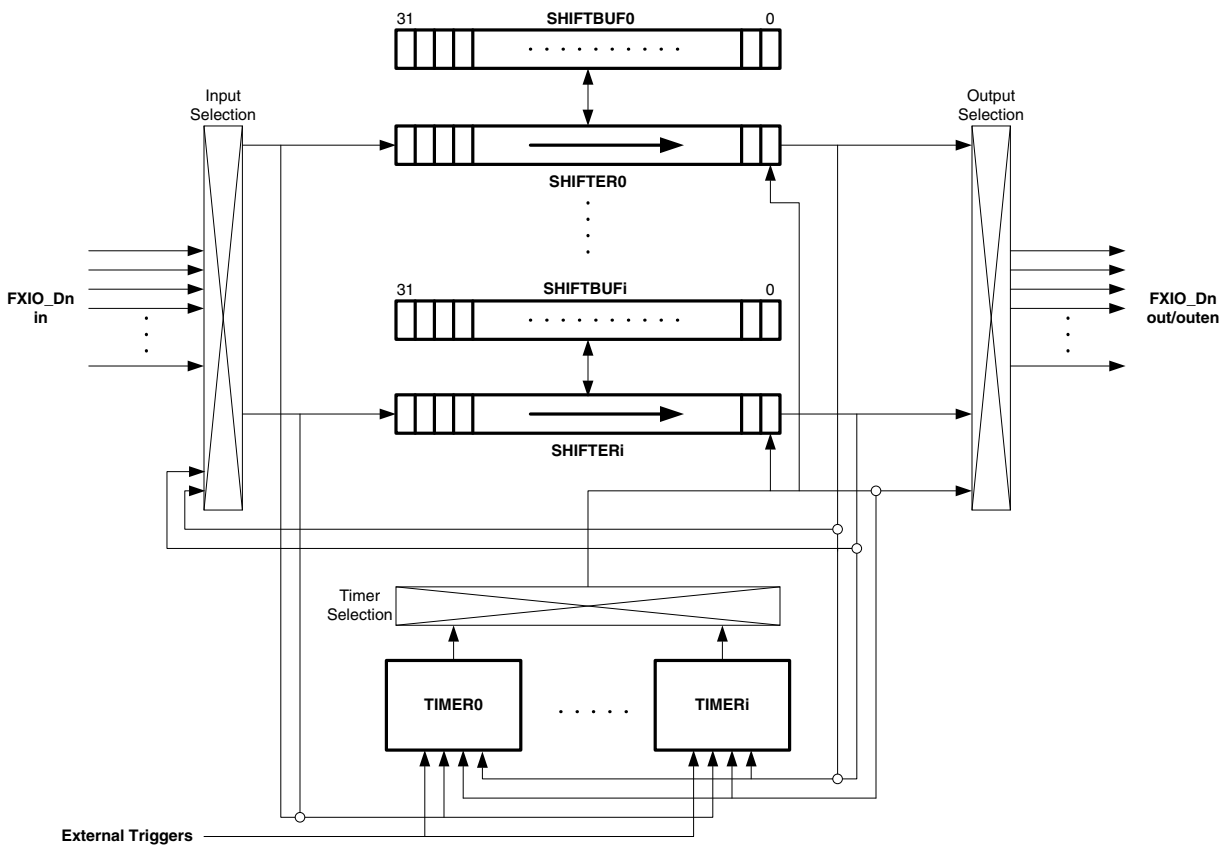 31 SHIFTBUF0 0
Input
Selection
Output
Selection
SHIFTER0
31 SHIFTBUFi 0
FXIO_Dn
in
FXIO_Dn
out/outen
SHIFTERi
Timer
Selection
TIMER0
TIMERi
External Triggers